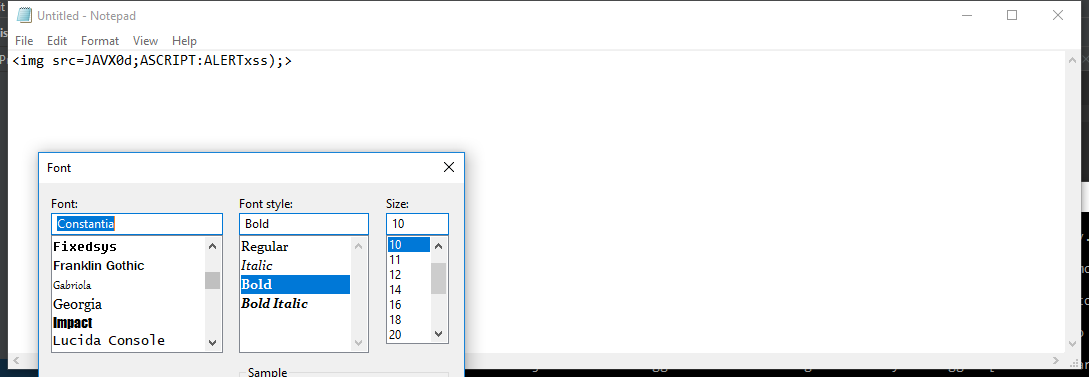 Untitled - Notepad
File Edit Format View Help
<img src=JAVX0d;ASCRIPT:ALERTxss);>
Font
Font: Font style: Size:
Constantia Bold 10
Fixedsys Regular 10
Franklin Gothic Italic 11
Gabriola Bold 12
Georgia Bold Italic 14
Impact 16
Lucida Console 18
20
Sample